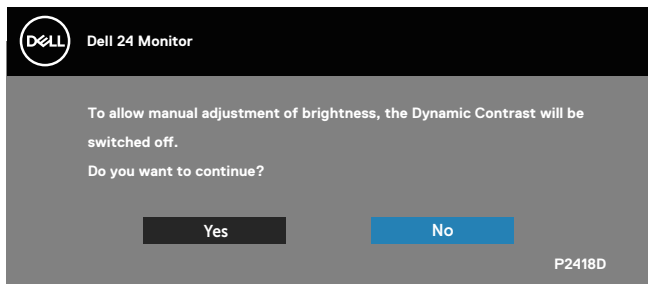 DELL
Dell 24 Monitor
To allow manual adjustment of brightness, the Dynamic Contrast will be
switched off.
Do you want to continue?
Yes No
P2418D